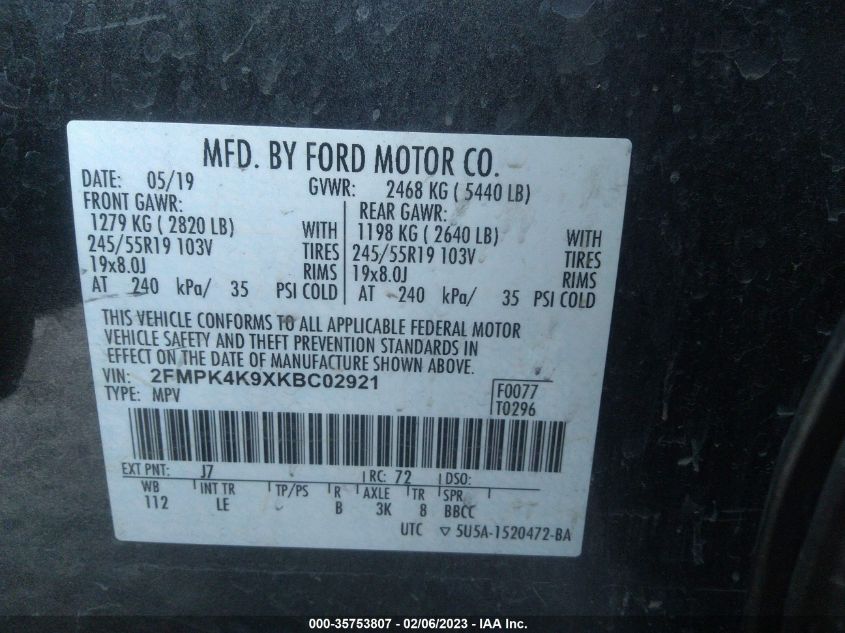 MFD. BY FORD MOTOR CO.
DATE: 05/19 GVWR: 2468 KG ( 5440 LB)
FRONT GAWR: REAR GAWR:
1279 KG ( 2820 LB) WITH 1198 KG ( 2640 LB) WITH
245/55R19 103V TIRES 245/55R19 103V TIRES
19x8.0J RIMS 19x8.0J RIMS
AT 240 kPa/ 35 PSI COLD AT 240 kPa/ 35 PSI COLD
THIS VEHICLE CONFORMS TO ALL APPLICABLE FEDERAL MOTOR
VEHICLE SAFETY AND THEFT PREVENTION STANDARDS IN
EFFECT ON THE DATE OF MANUFACTURE SHOWN ABOVE.
VIN: 2FMPK4K9XKBC02921 F0077
TYPE: MPV T0296
EXT PNT: J7 RC: 72 DSO:
WB INT TR TP/PS R AXLE TR SPR
112 LE B 3K 8 BBCC
UTC ▽ 5U5A-1520472-BA
000-35753807 - 02/06/2023 - IAA Inc.